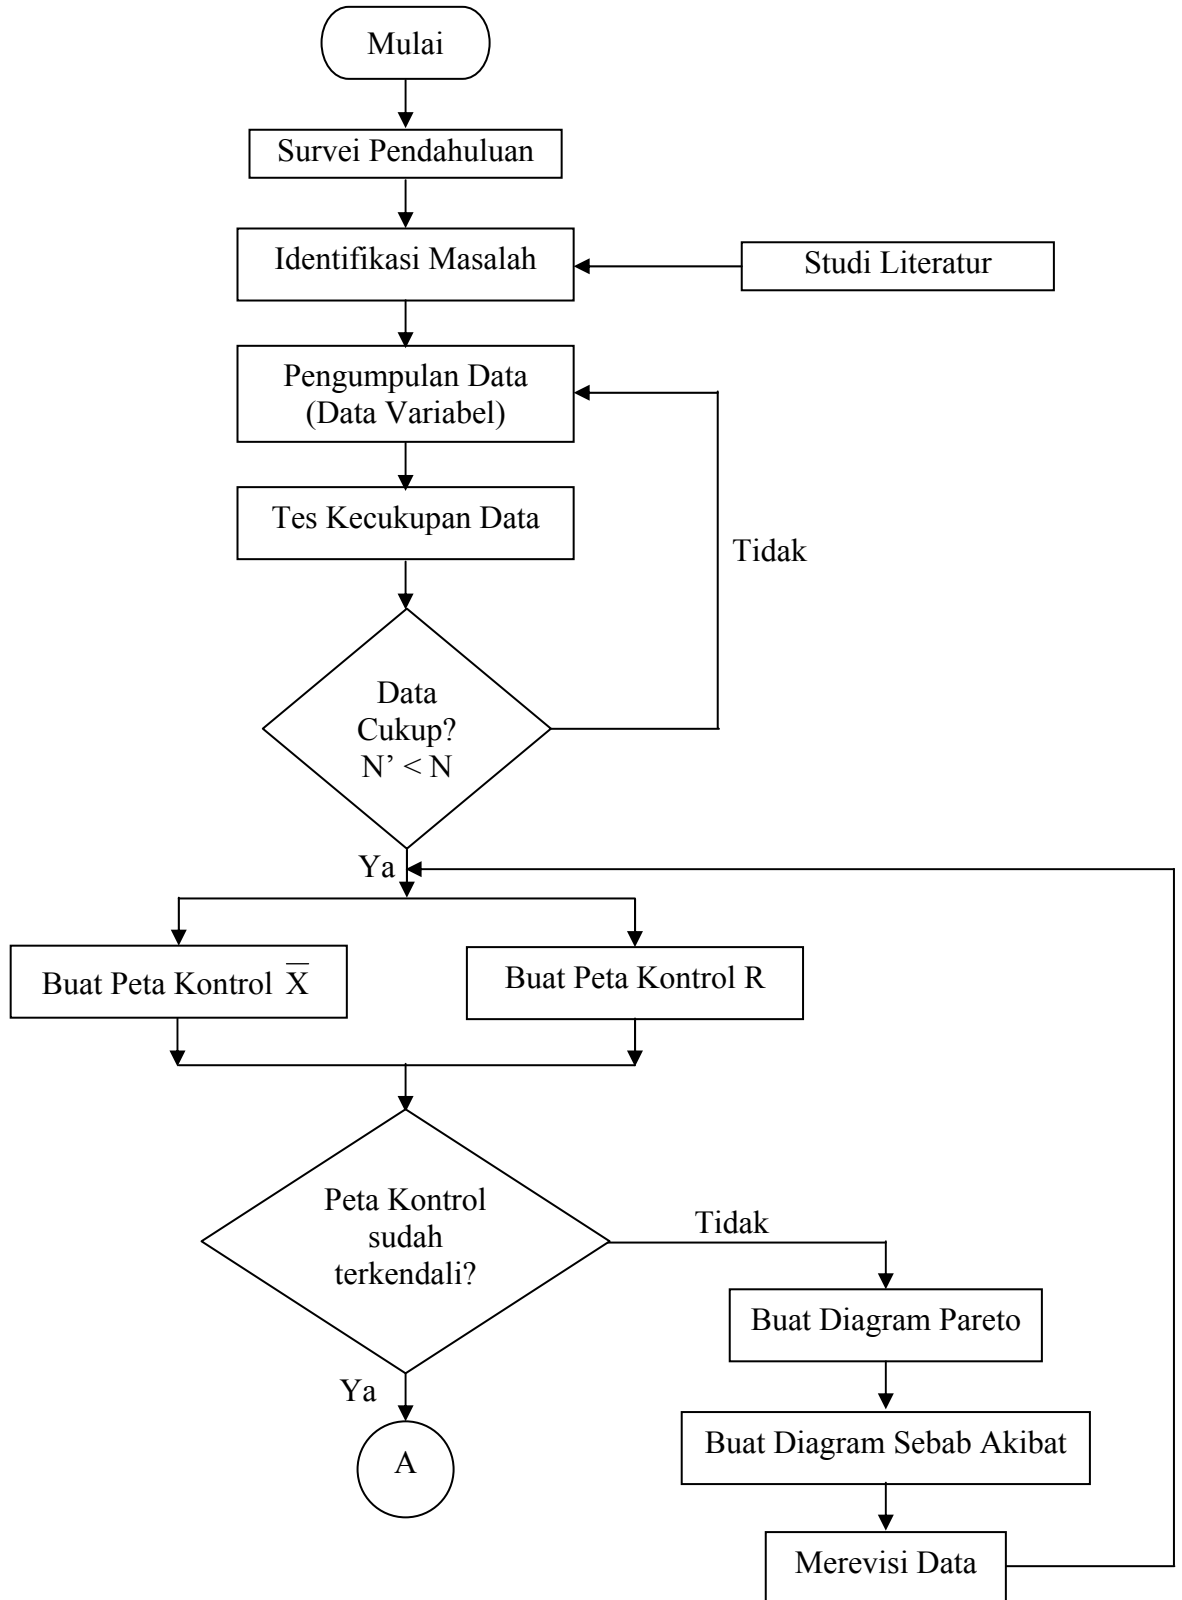 Mulai
Survei Pendahuluan
Identifikasi Masalah
Studi Literatur
Pengumpulan Data
(Data Variabel)
Tes Kecukupan Data
Tidak
Data
Cukup?
N’ < N
Ya
Buat Peta Kontrol X̅
Buat Peta Kontrol R
Peta Kontrol
sudah
terkendali?
Tidak
Buat Diagram Pareto
Ya
Buat Diagram Sebab Akibat
A
Merevisi Data